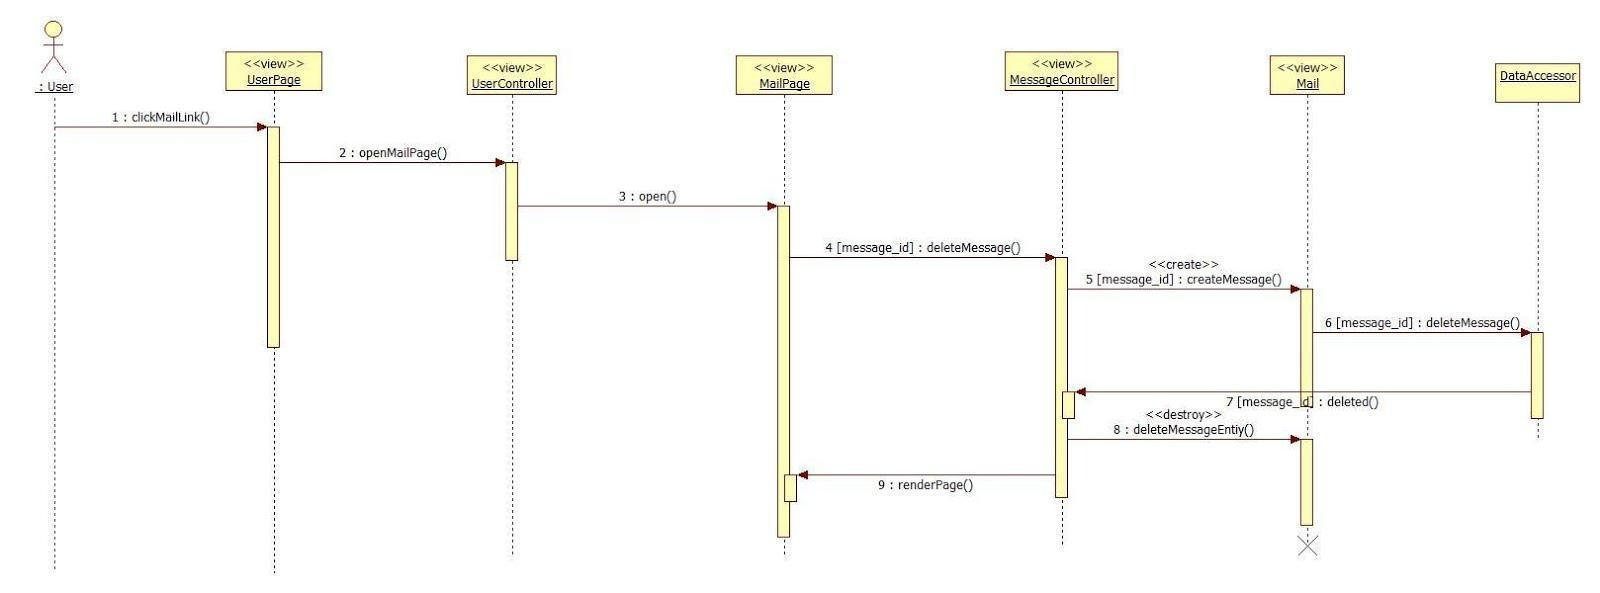 : User
<<view>>
UserPage
<<view>>
UserController
<<view>>
MailPage
<<view>>
MessageController
<<view>>
Mail
DataAccessor
1 : clickMailLink()
2 : openMailPage()
3 : open()
4 [message_id] : deleteMessage()
<<create>>
5 [message_id] : createMessage()
6 [message_id] : deleteMessage()
7 [message_id] : deleted()
<<destroy>>
8 : deleteMessageEntiy()
9 : renderPage()